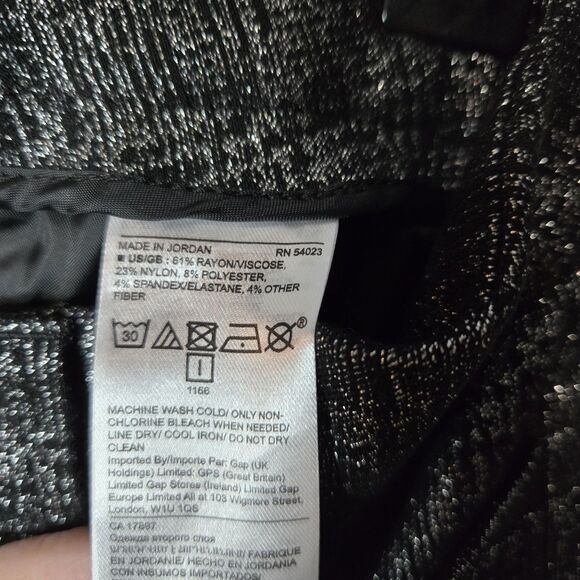 MADE IN JORDAN RN 54023
■ US/GB : 61% RAYON/VISCOSE,
23% NYLON, 8% POLYESTER,
4% SPANDEX/ELASTANE, 4% OTHER
FIBER
30
®
1166
MACHINE WASH COLD/ ONLY NON-
CHLORINE BLEACH WHEN NEEDED/
LINE DRY/ COOL IRON/ DO NOT DRY
CLEAN
Imported By/Importe Par: Gap (UK
Holdings) Limited: GPS (Great Britain)
Limited Gap Stores (Ireland) Limited Gap
Europe Limited All at 103 Wigmore Street,
London, W1U 1QS
CA 17897
Одежда второго слоя
FABRIQUE
EN JORDANIE/ HECHO EN JORDANIA
CON INSUMOS IMPORTADOS/